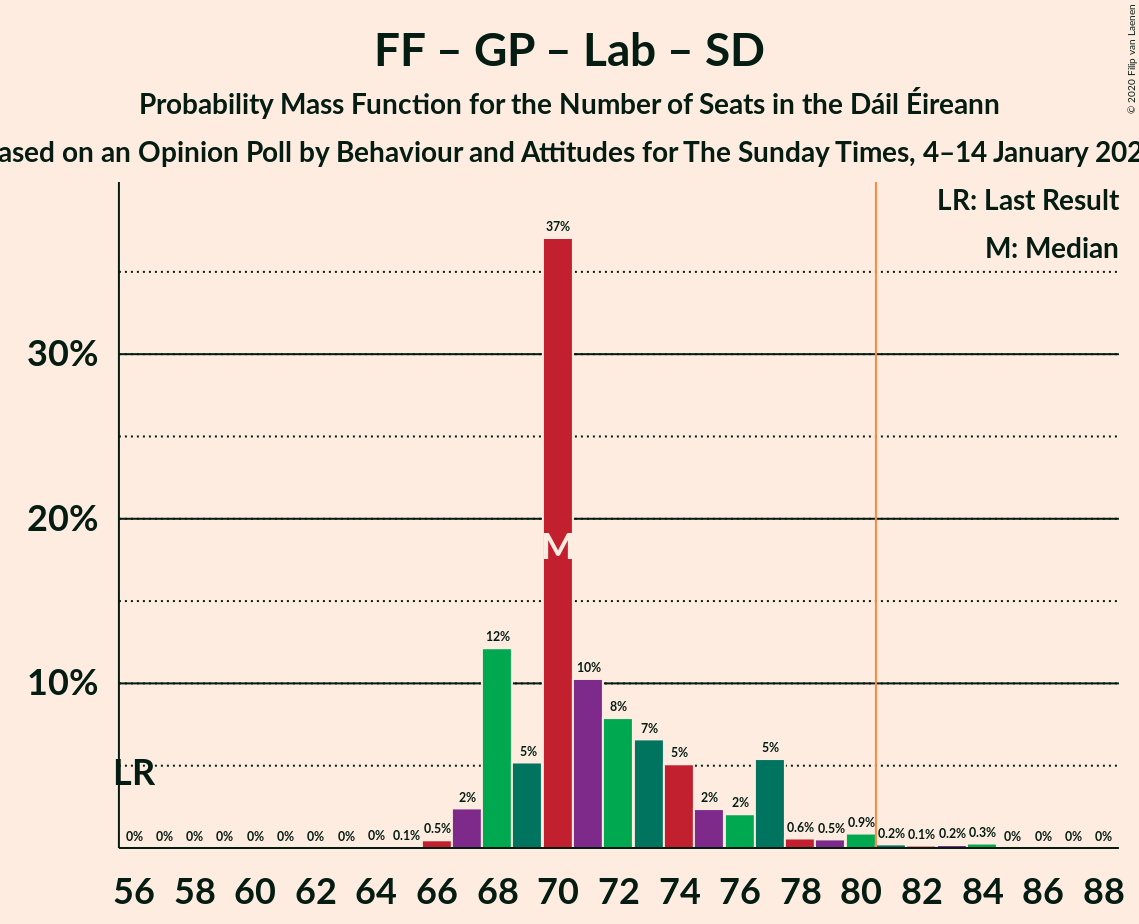 FF – GP – Lab – SD
Probability Mass Function for the Number of Seats in the Dáil Éireann
ased on an Opinion Poll by Behaviour and Attitudes for The Sunday Times, 4–14 January 202
© 2020 Filip van Laenen
LR: Last Result
M: Median
37%
30%
20%
M
12%
10%
10%
8%
7%
5%
5%
5%
LR
2%
2%
2%
0% 0% 0% 0% 0% 0% 0% 0% 0% 0.1% 0.5% 0.6% 0.5% 0.9% 0.2% 0.1% 0.2% 0.3% 0% 0% 0% 0%
56 58 60 62 64 66 68 70 72 74 76 78 80 82 84 86 88